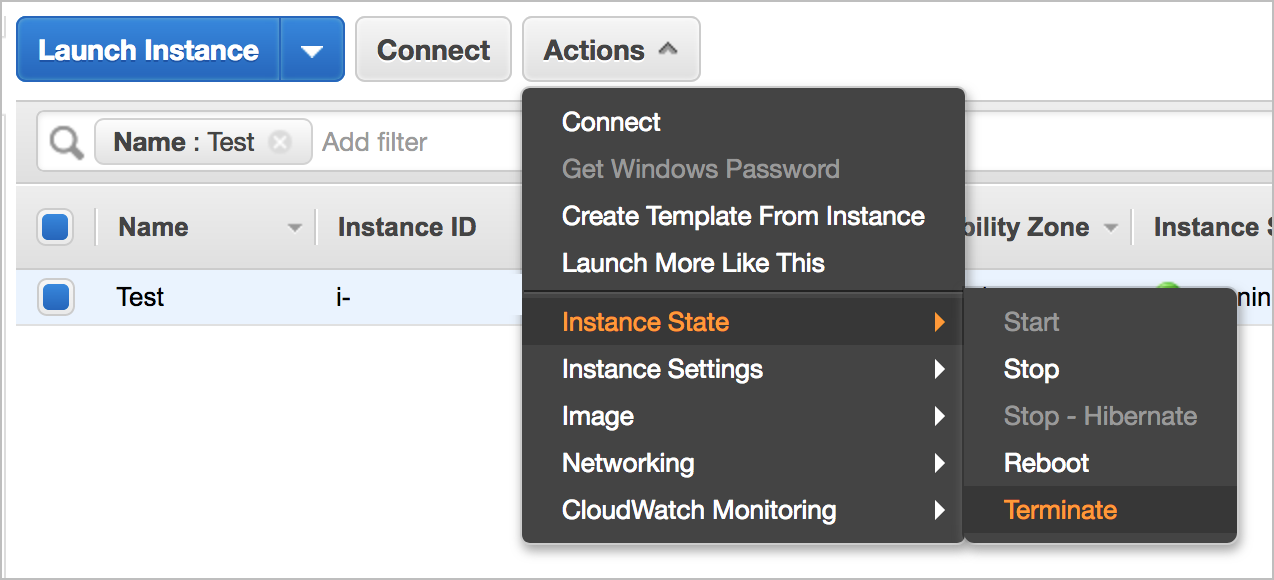 Launch Instance Connect Actions
Name : Test Add filter
Name Instance ID bility Zone Instance S
Test i- nin
Connect
Get Windows Password
Create Template From Instance
Launch More Like This
Instance State
Instance Settings
Image
Networking
CloudWatch Monitoring
Start
Stop
Stop - Hibernate
Reboot
Terminate